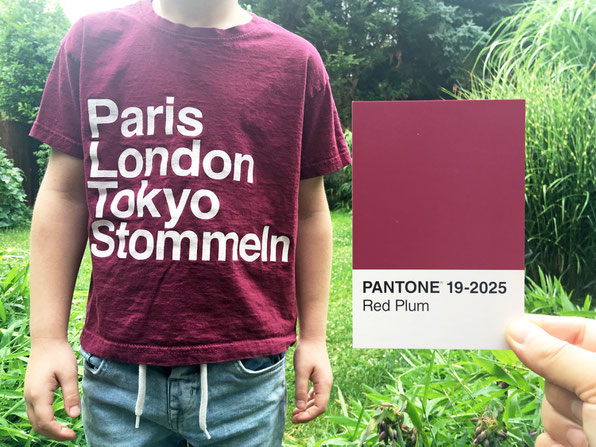 Paris
London
Tokyo
Stommeln
PANTONE® 19-2025
Red Plum